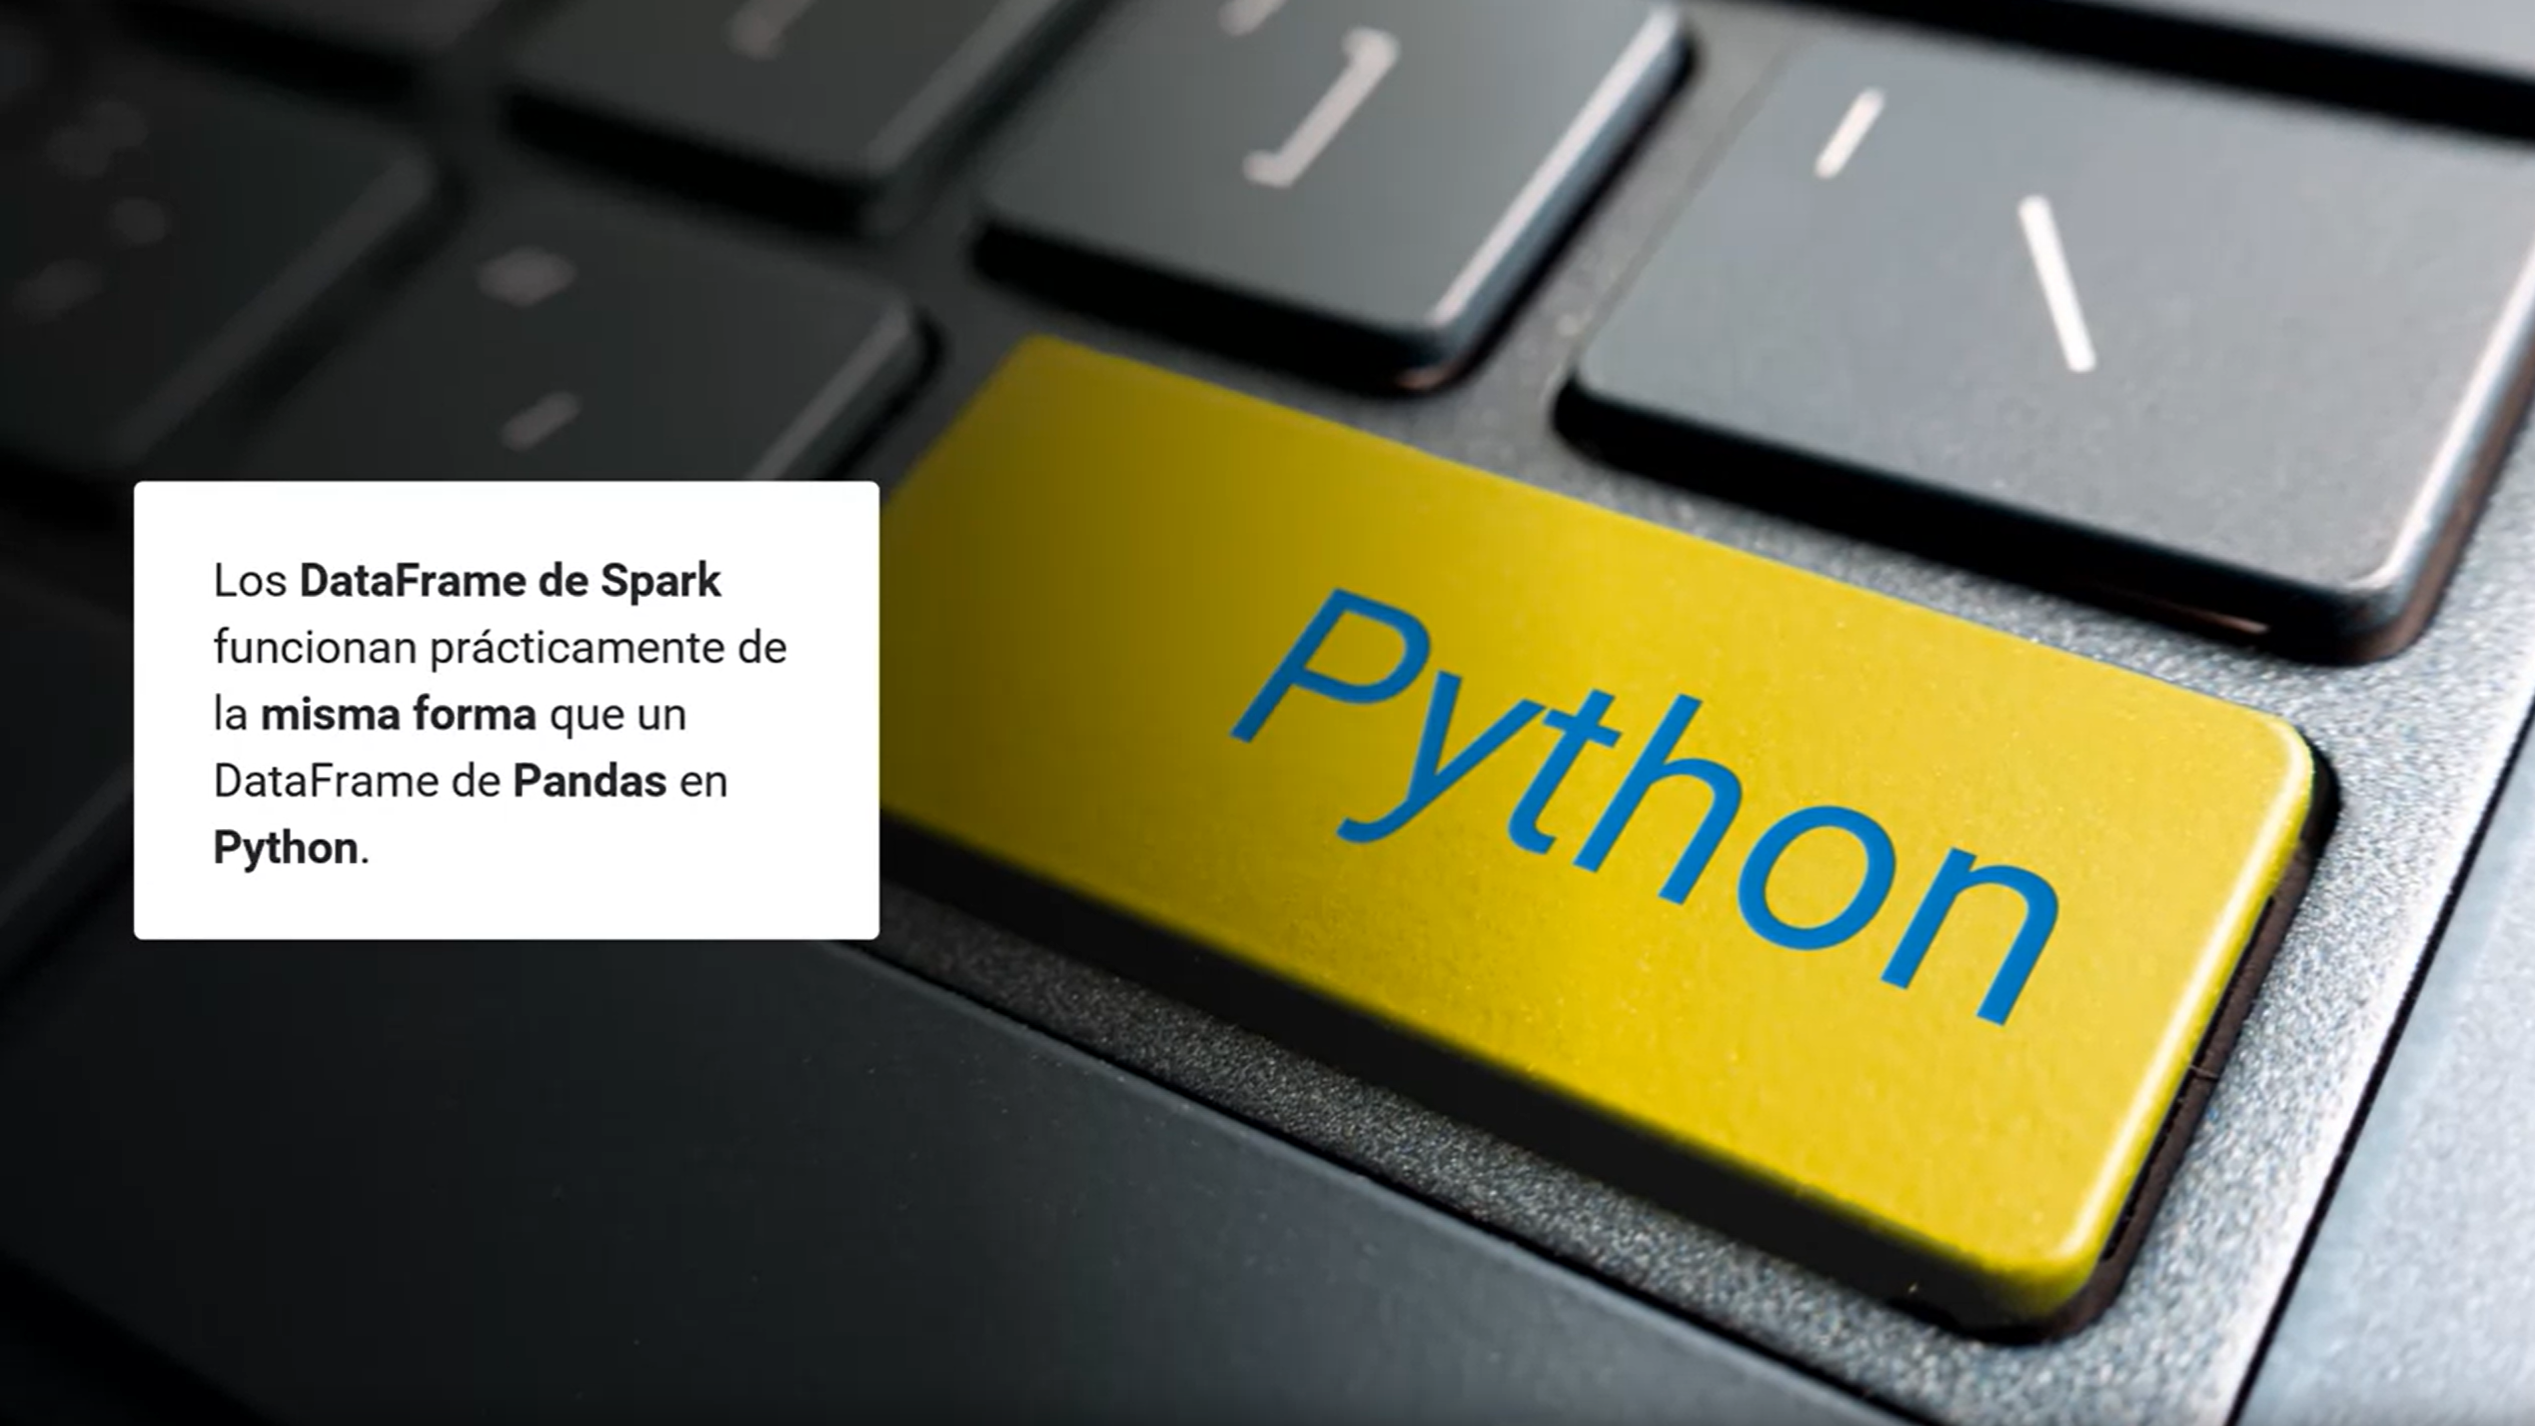 Los DataFrame de Spark
funcionan prácticamente de
la misma forma que un
DataFrame de Pandas en
Python.
Python
]
\